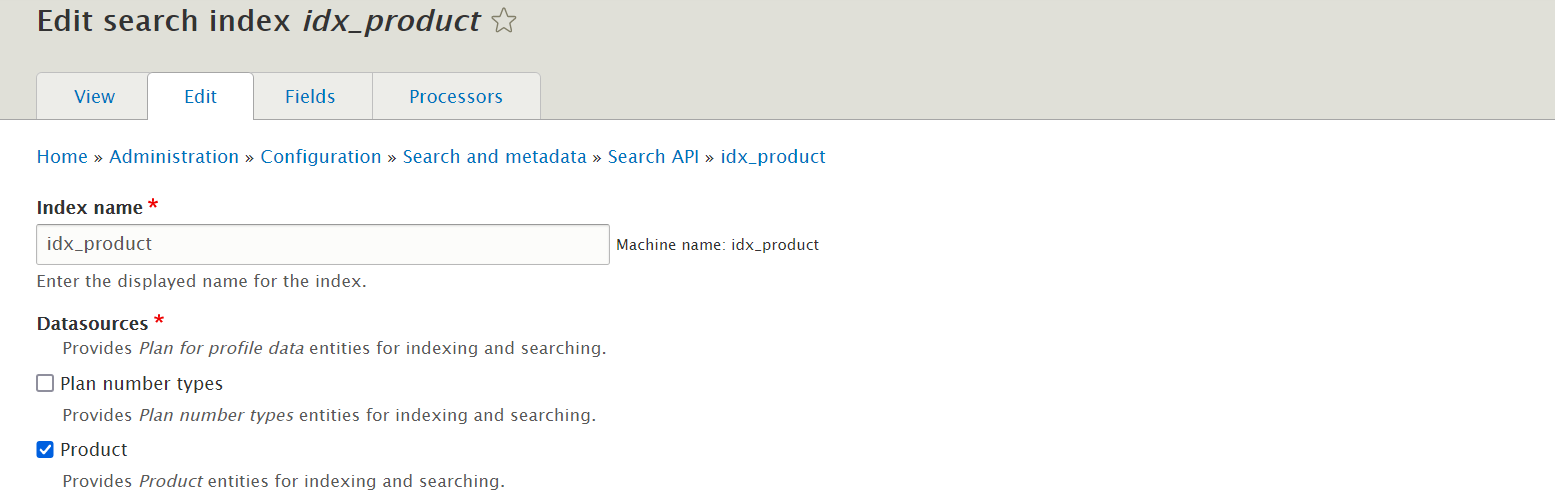 Edit search index idx_product
View Edit Fields Processors
Home » Administration » Configuration » Search and metadata » Search API » idx_product
Index name *
idx_product Machine name: idx_product
Enter the displayed name for the index.
Datasources *
Provides Plan for profile data entities for indexing and searching.
Plan number types
Provides Plan number types entities for indexing and searching.
Product
Provides Product entities for indexing and searching.